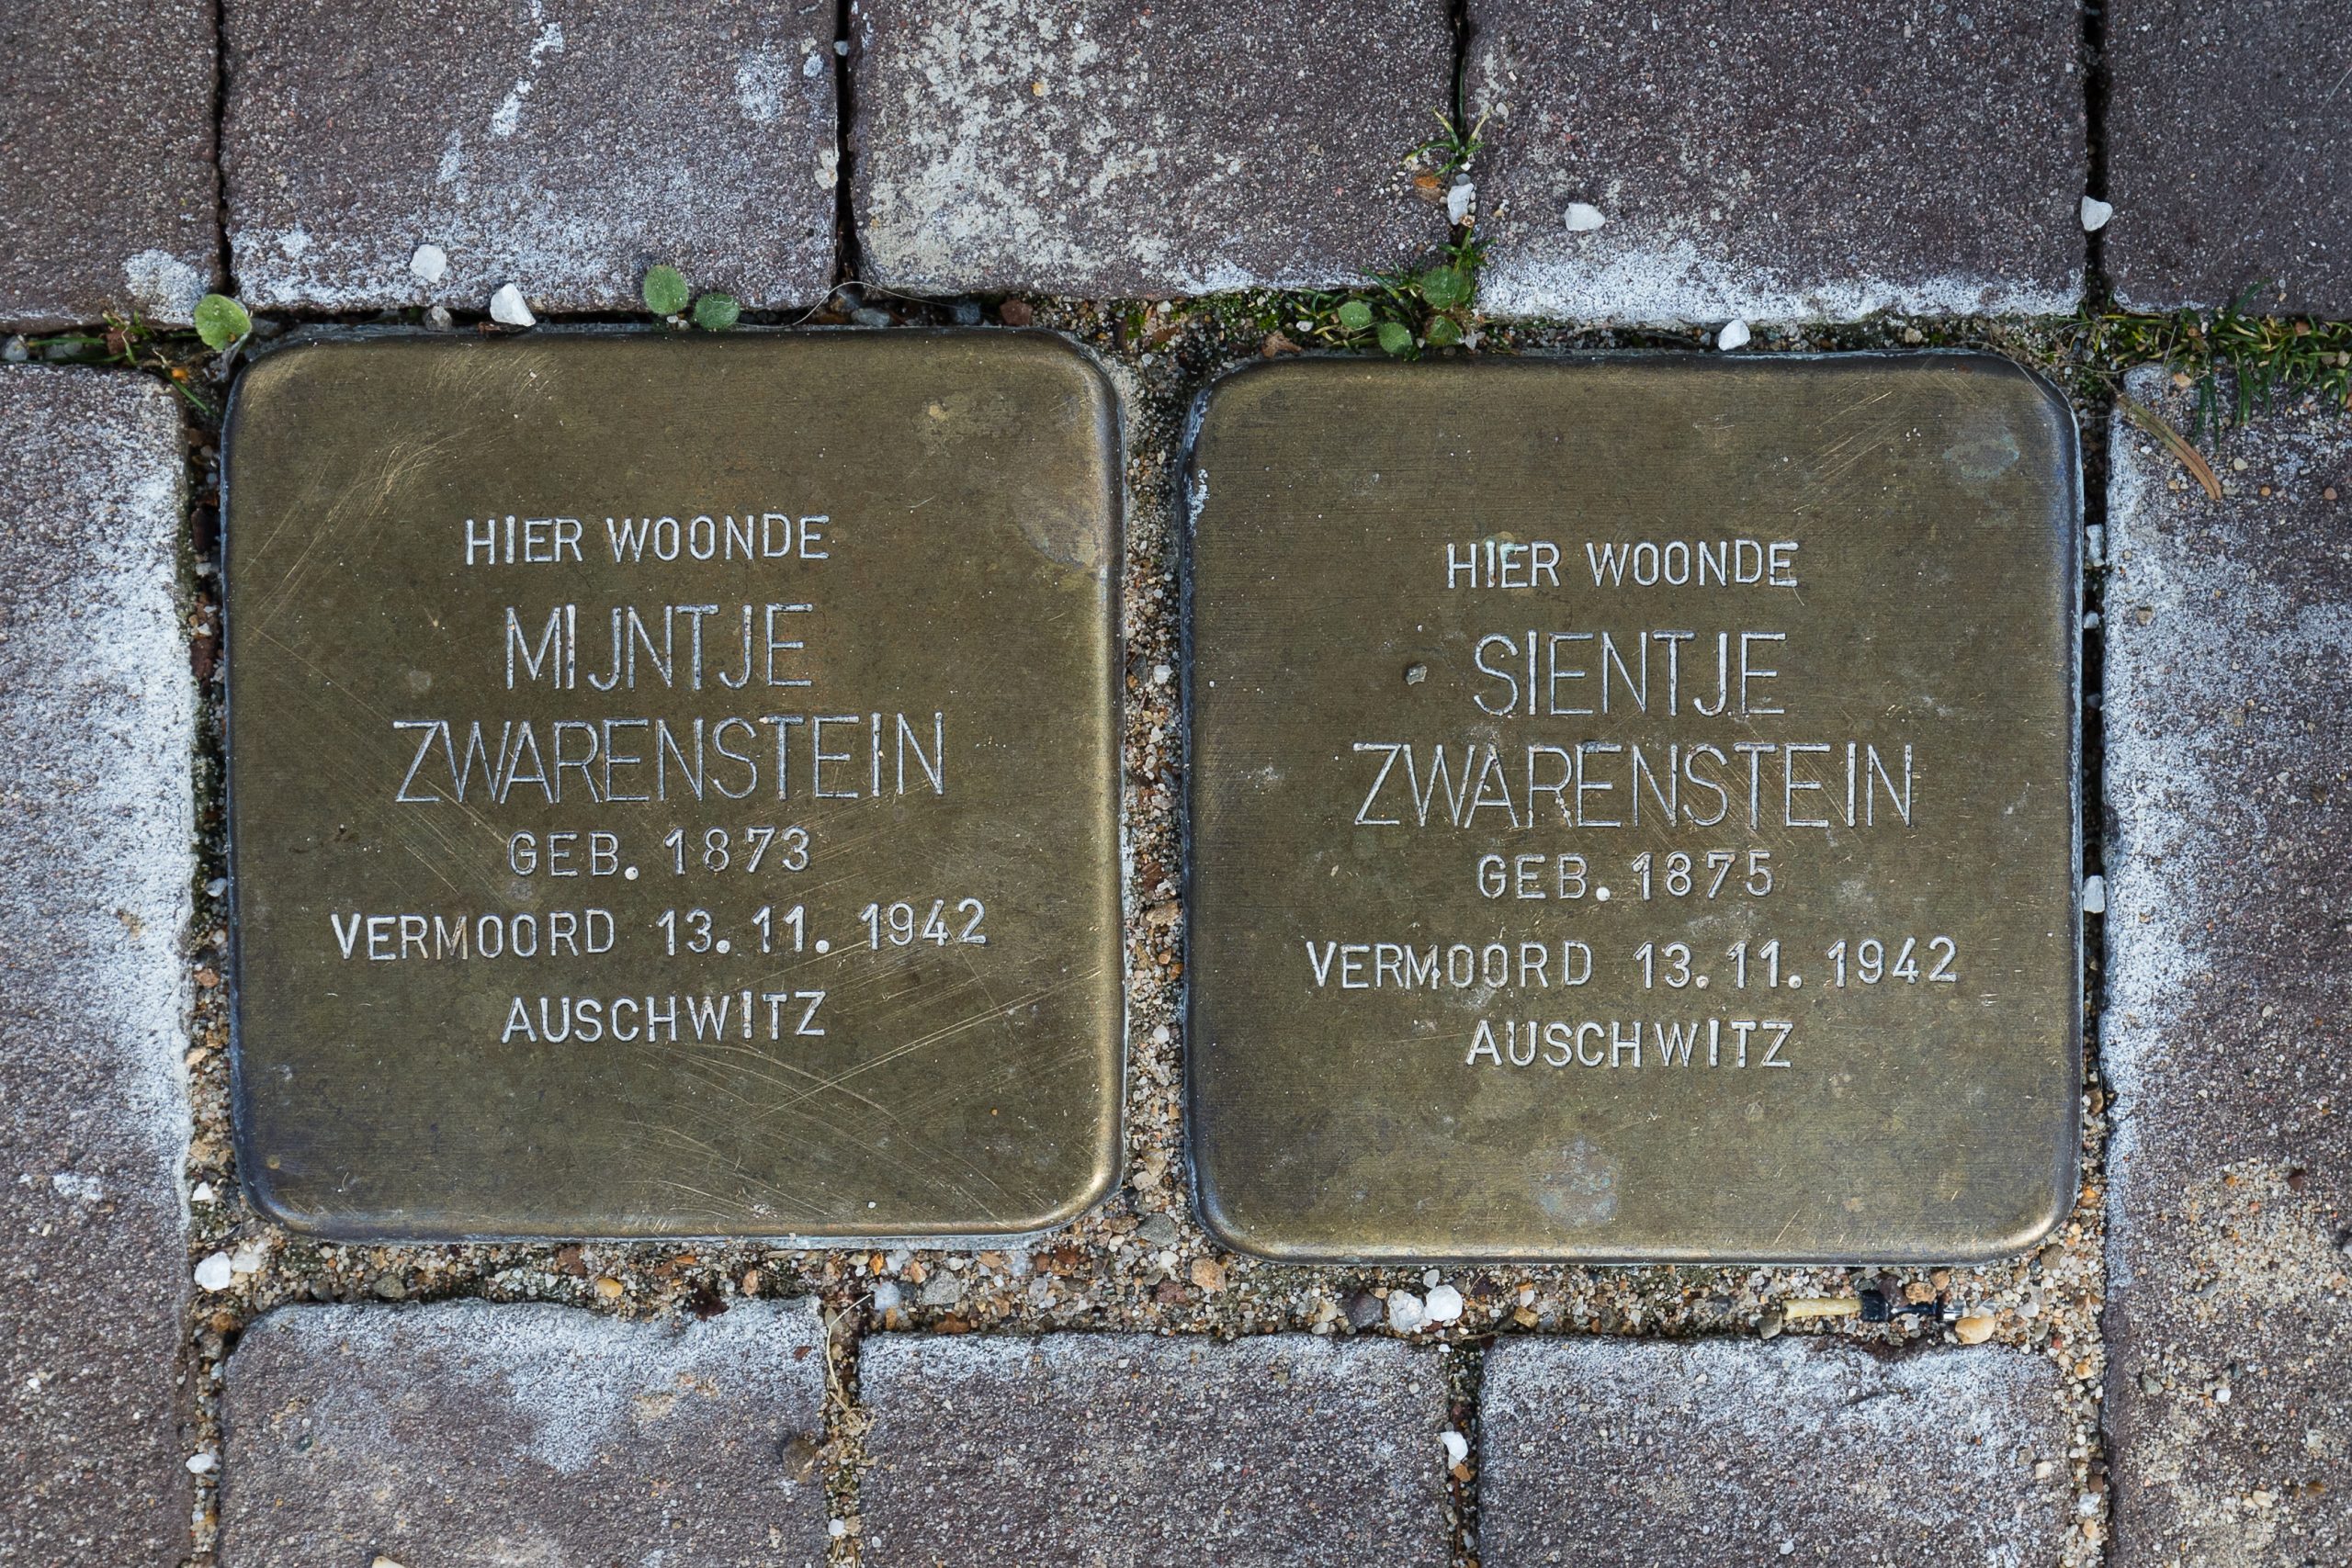 HIER WOONDE
MIJNTJE
ZWARENSTEIN
GEB. 1873
VERMOORD 13.11.1942
AUSCHWITZ
HIER WOONDE
SIENTJE
ZWARENSTEIN
GEB. 1875
VERMOORD 13.11.1942
AUSCHWITZ